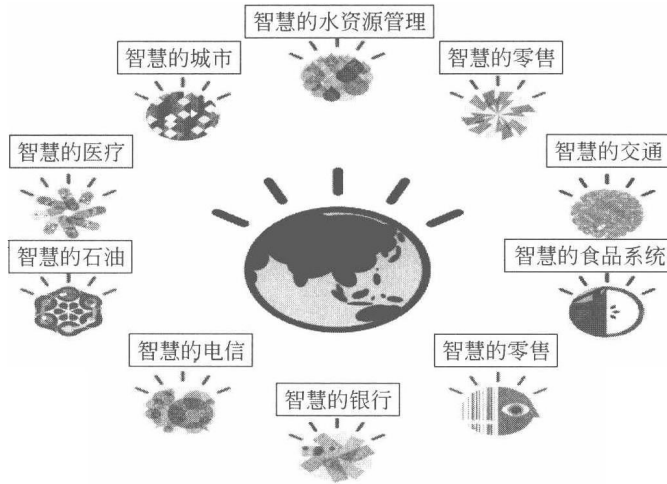 智慧的水资源管理
智慧的城市
智慧的零售
智慧的医疗
智慧的交通
智慧的石油
智慧的食品系统
智慧的电信
智慧的零售
智慧的银行